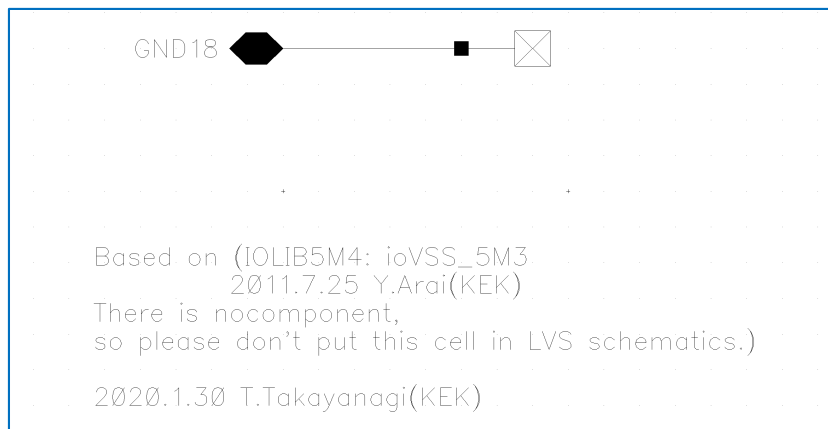 GND18
Based on (IOLIB5M4: ioVSS_5M3
2011.7.25 Y.Arai(KEK)
There is nocomponent,
so please don't put this cell in LVS schematics.)
2020.1.30 T.Takayanagi(KEK)